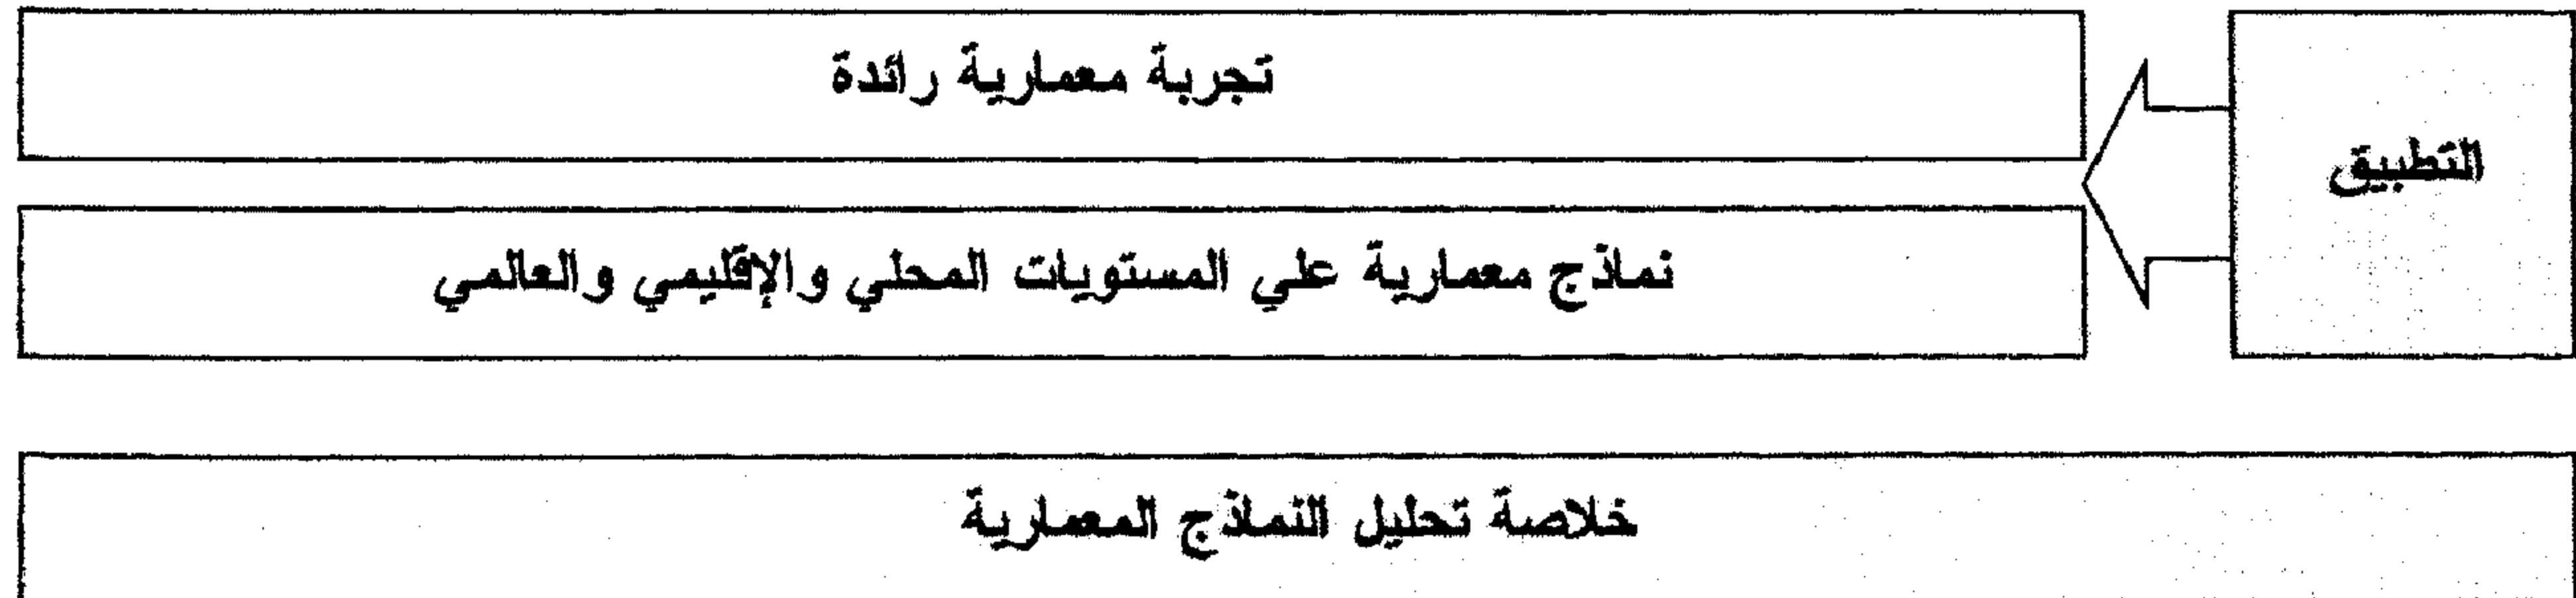 التطبيق
تجربة معمارية رائدة
نماذج معمارية علي المستويات المحلي والإقليمي والعالمي
خلاصة تحليل النماذج المعمارية